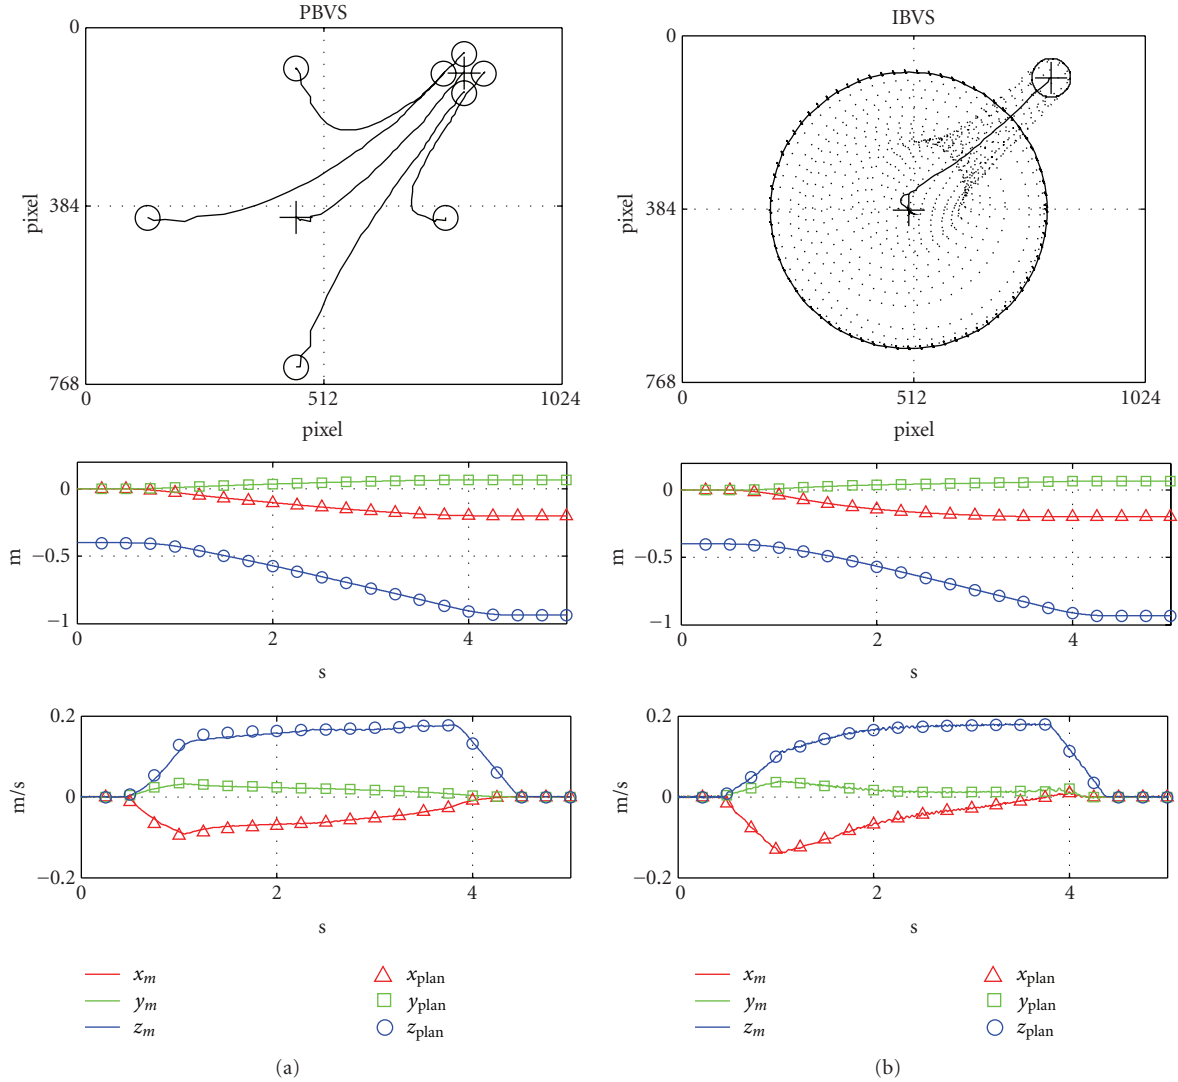 PBVS
0
384
768
pixel
0
512
1024
pixel
0
−0.5
−1
m
0
2
4
s
0.2
0
−0.2
m/s
0
2
4
s
x_m
y_m
z_m
x_plan
y_plan
z_plan
(a)
IBVS
0
384
768
pixel
0
512
1024
pixel
0
−0.5
−1
m
0
2
4
s
0.2
0
−0.2
m/s
0
2
4
s
x_m
y_m
z_m
x_plan
y_plan
z_plan
(b)